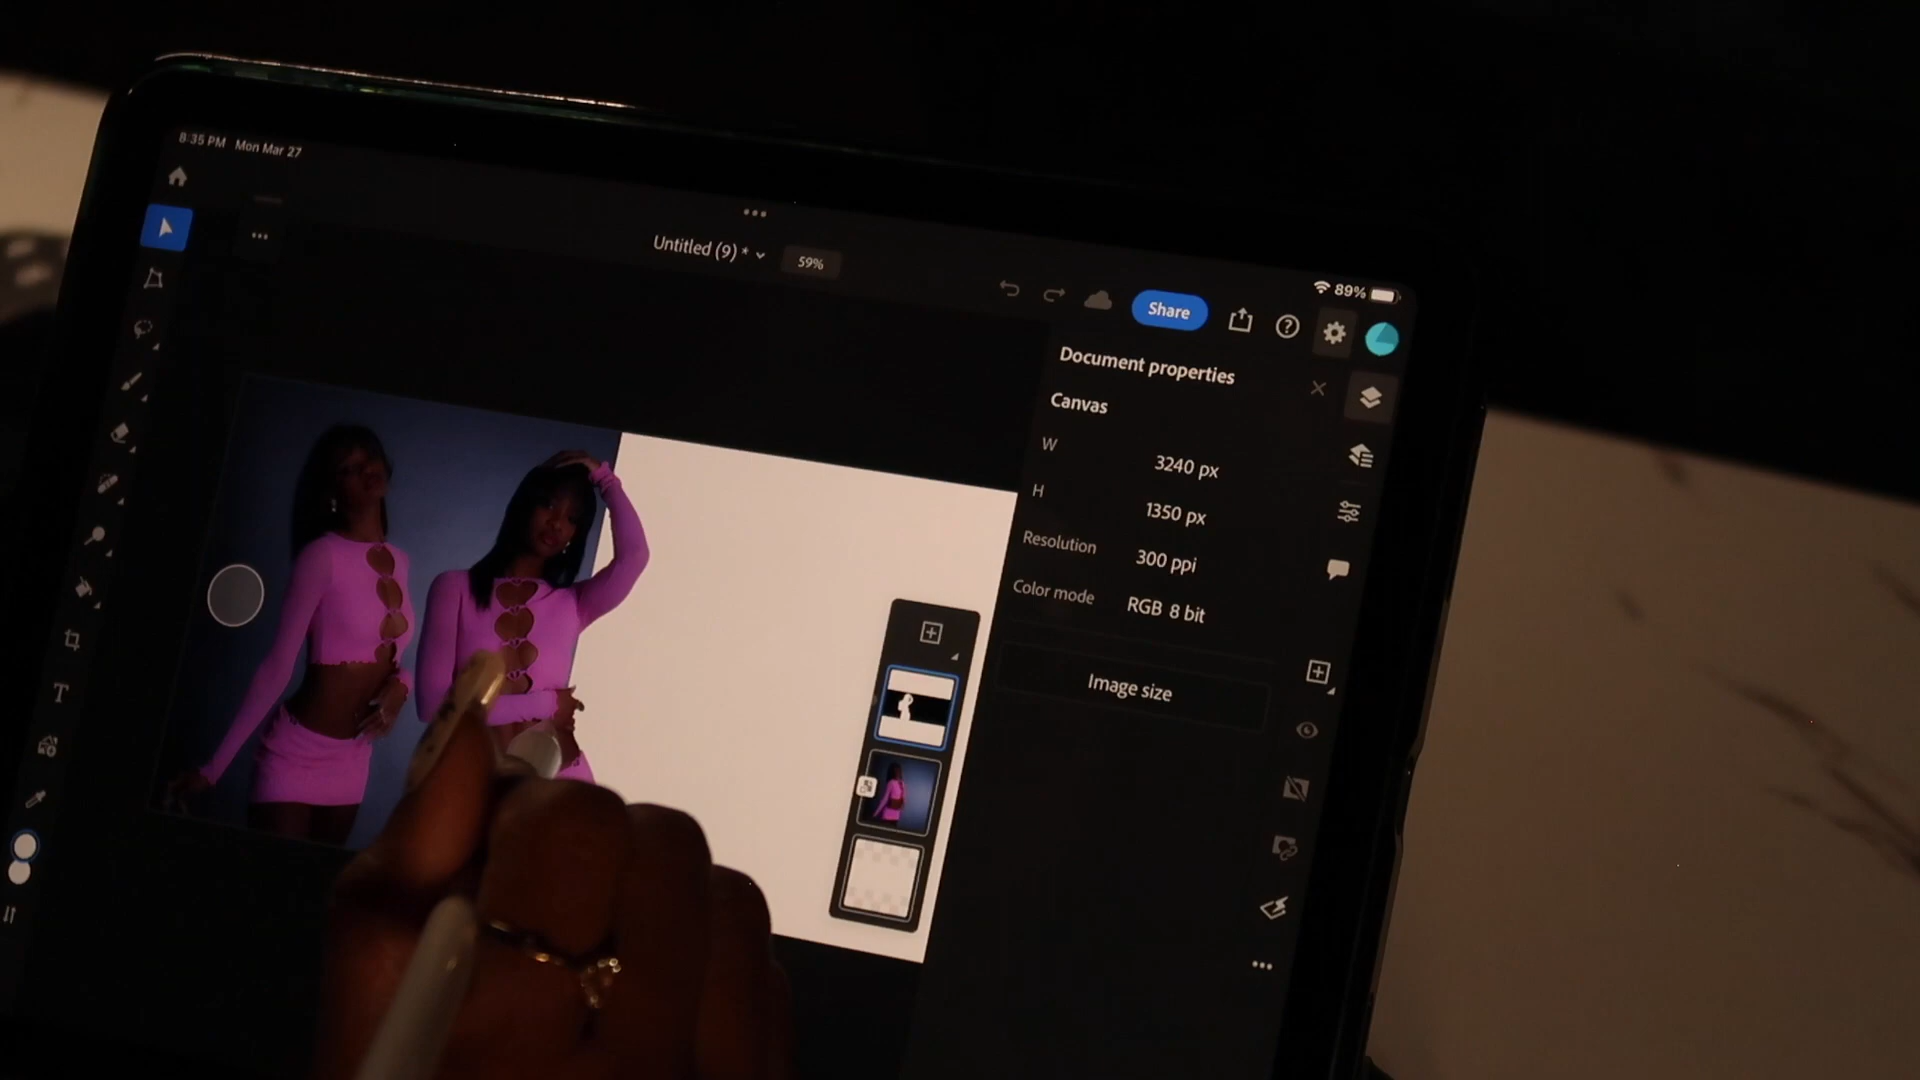 8:35 PM Mon Mar 27
Untitled (9) * 59%
89%
Share
Document properties
Canvas
W 3240 px
H 1350 px
Resolution 300 ppi
Color mode RGB 8 bit
Image size
T